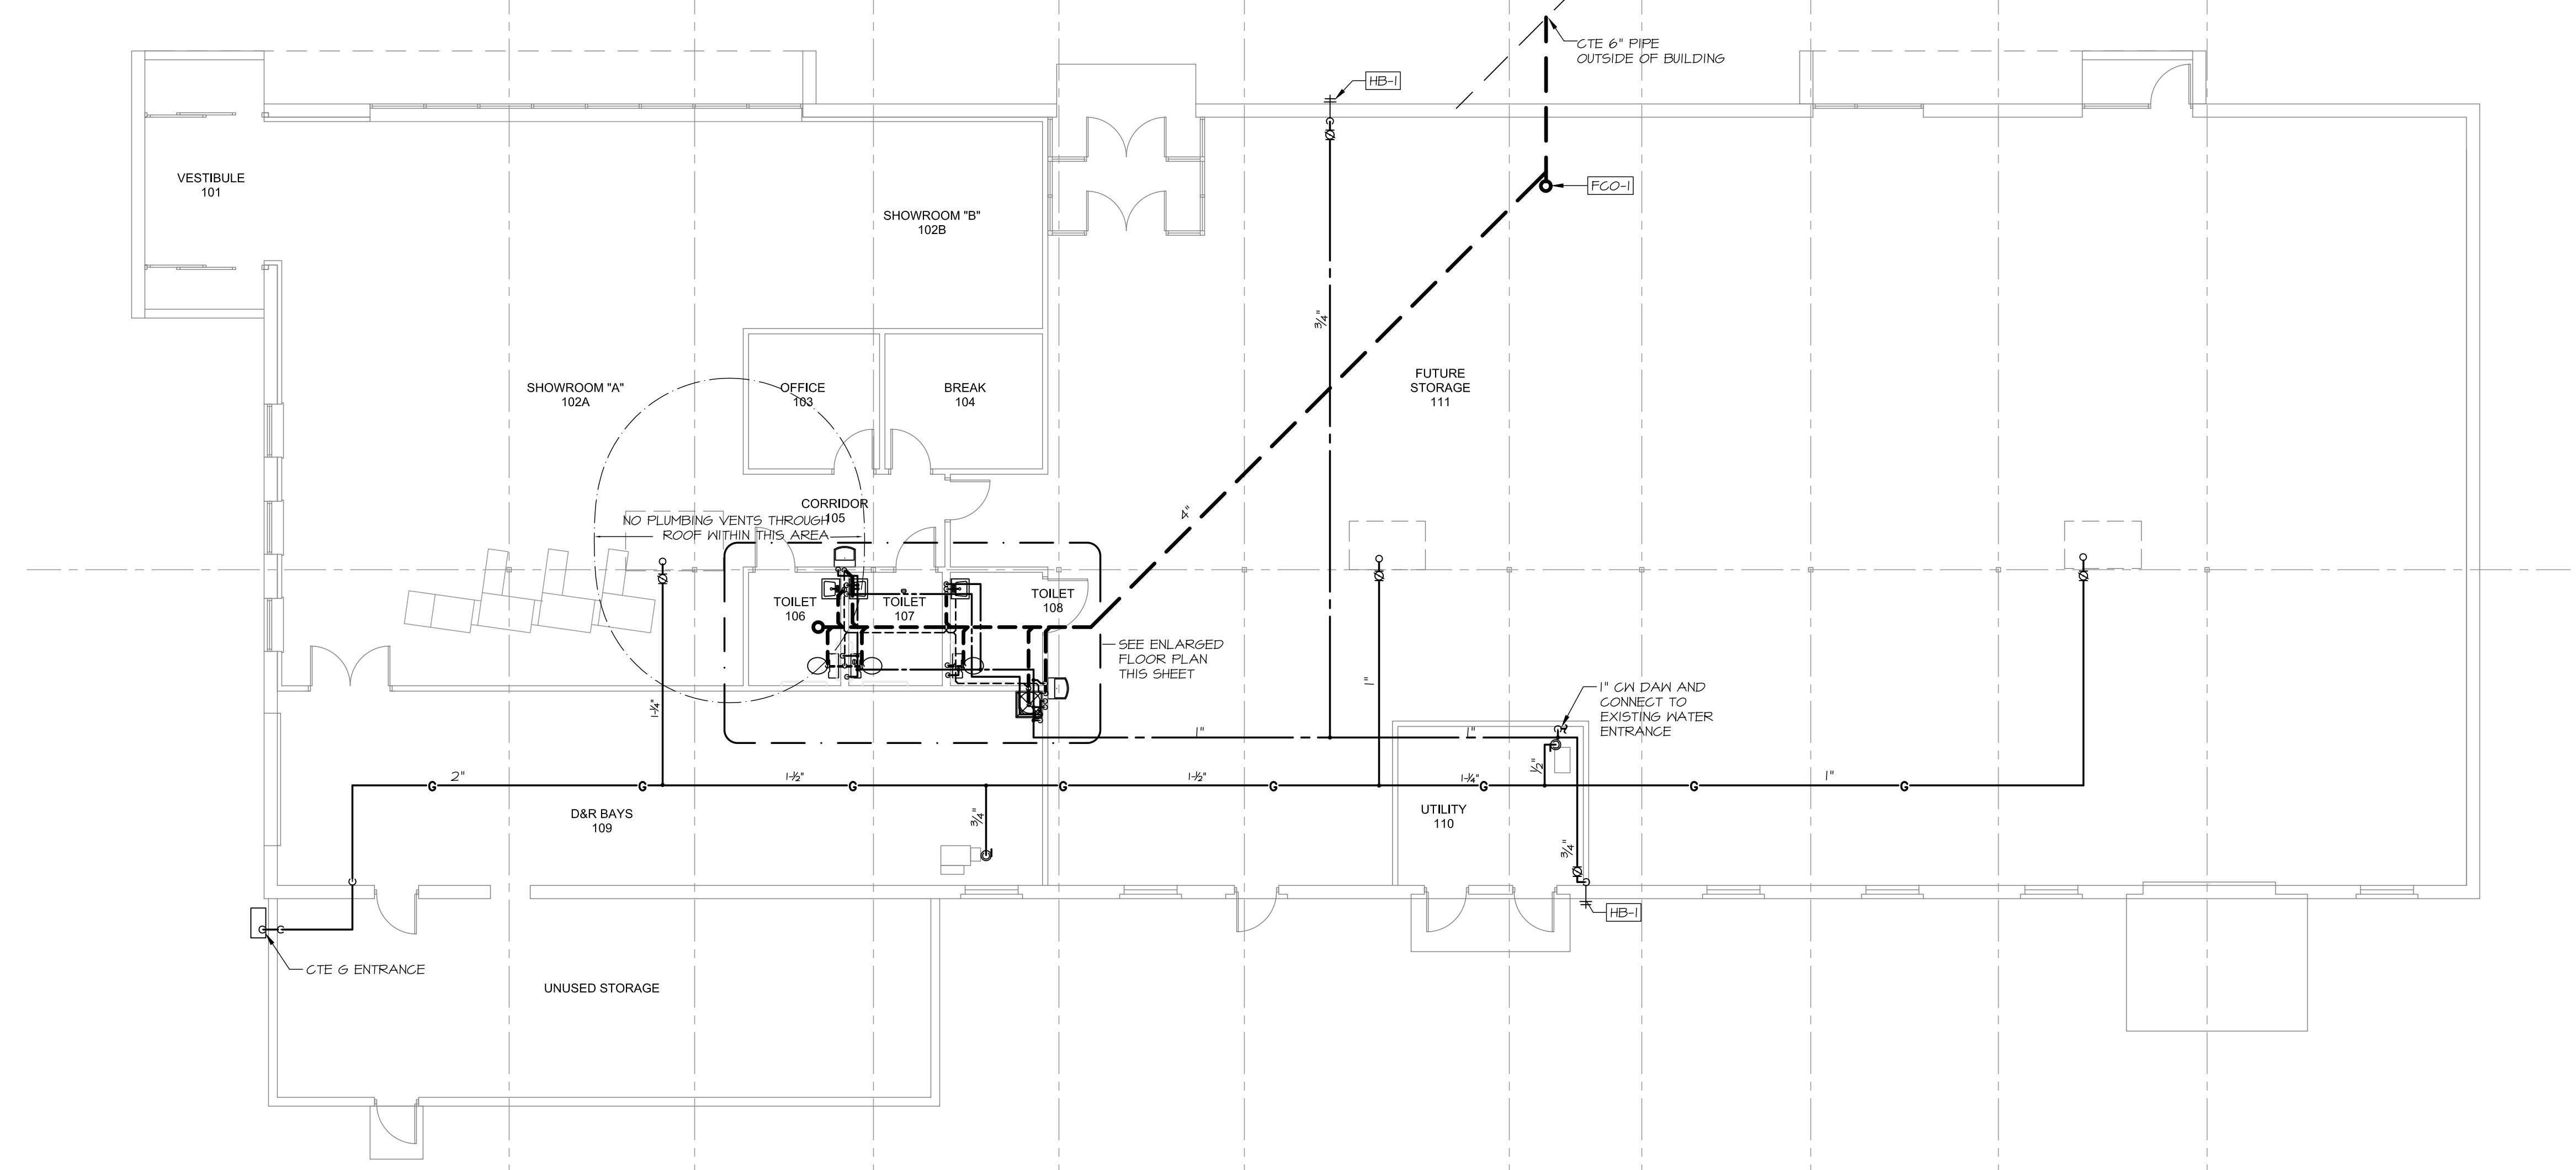 CTE 6" PIPE
OUTSIDE OF BUILDING
HB-1
VESTIBULE
101
FCO-1
SHOWROOM "B"
102B
3/4"
SHOWROOM "A"
102A
OFFICE
103
BREAK
104
FUTURE
STORAGE
111
CORRIDOR
105
NO PLUMBING VENTS THROUGH
ROOF WITHIN THIS AREA
4"
TOILET
106
TOILET
107
TOILET
108
SEE ENLARGED
FLOOR PLAN
THIS SHEET
1-1/4"
1"
1" CW DAW AND
CONNECT TO
EXISTING WATER
ENTRANCE
1"
1"
1/2"
G
2"
G
1-1/2"
G
G
1-1/2"
G
1-1/4"
G
G
1"
G
D&R BAYS
109
3/4"
UTILITY
110
3/4"
HB-1
CTE G ENTRANCE
UNUSED STORAGE